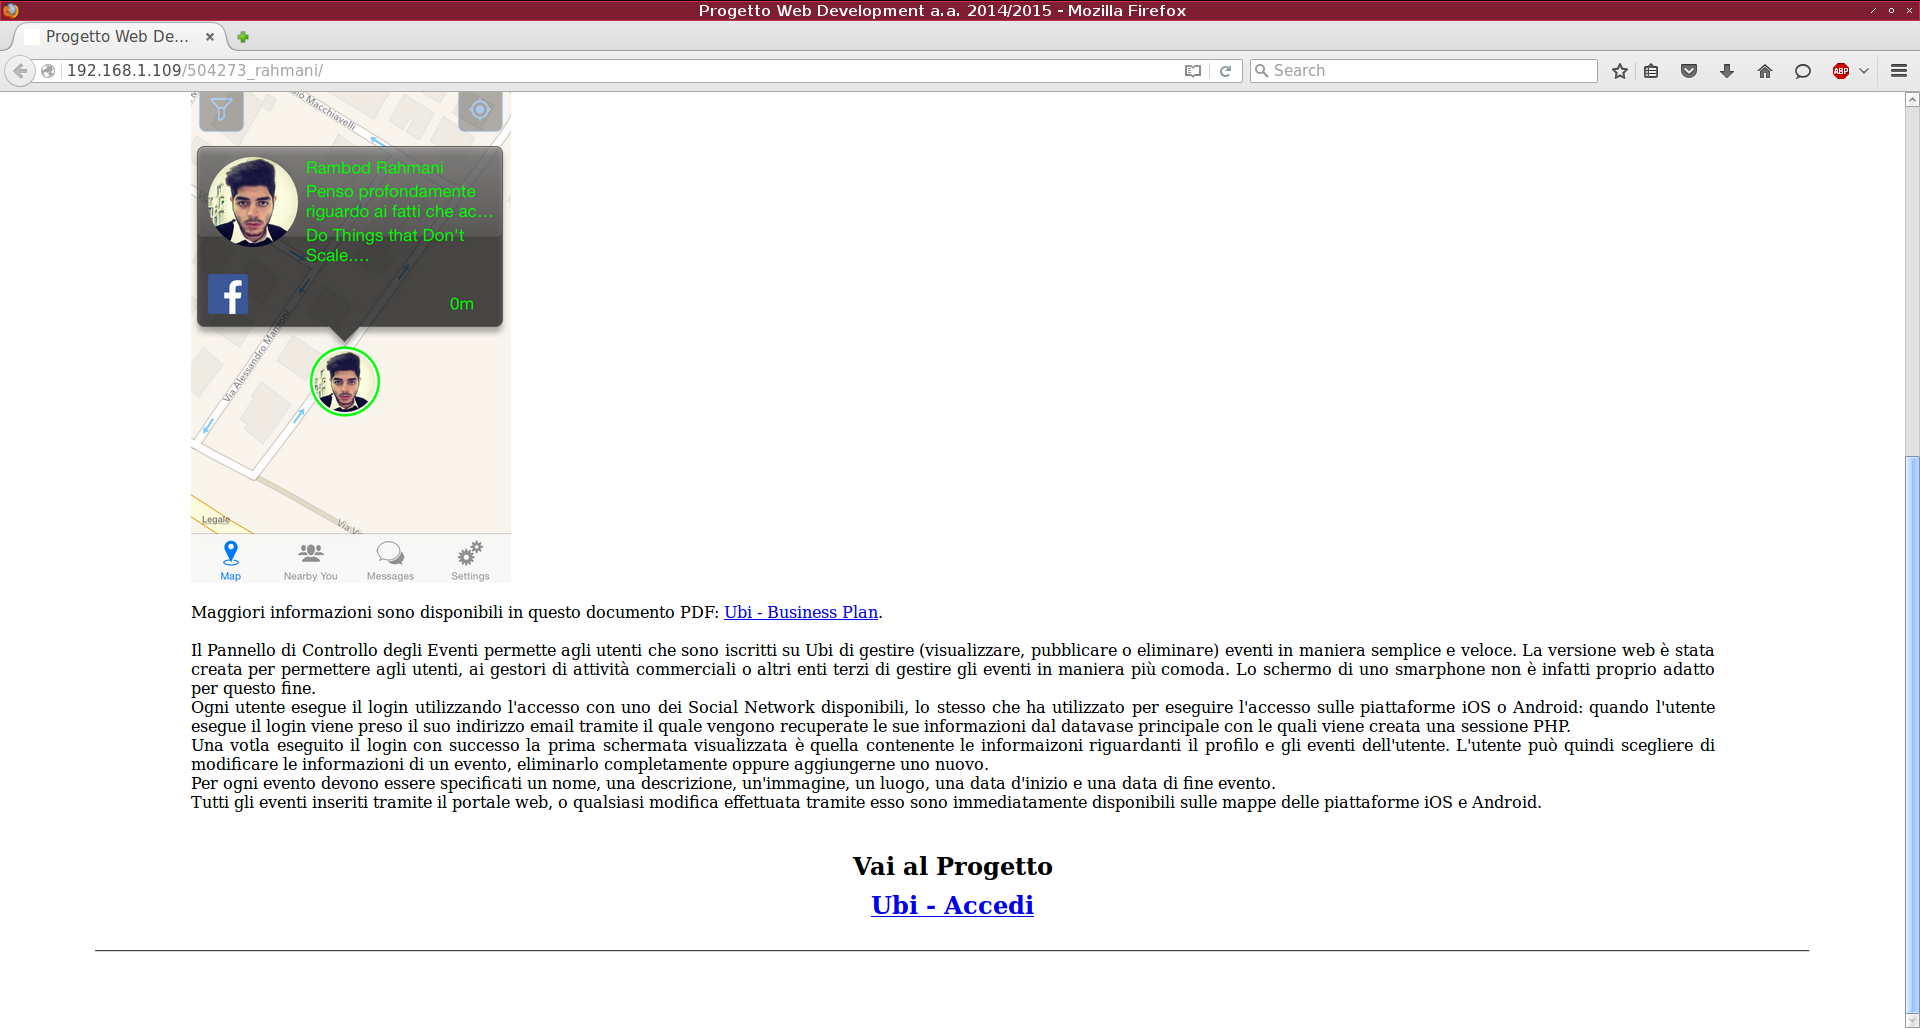 Progetto Web Development a.a. 2014/2015 - Mozilla Firefox
Progetto Web De...
192.168.1.109/504273_rahmani/
Search
ABP
Macchiavelli
Rambod Rahmani
Penso profondamente
riguardo ai fatti che ac...
Do Things that Don't
Scale....
0m
Via Alessandro Manzoni
Legale
Map
Nearby You
Messages
Settings
Maggiori informazioni sono disponibili in questo documento PDF: Ubi - Business Plan.
Il Pannello di Controllo degli Eventi permette agli utenti che sono iscritti su Ubi di gestire (visualizzare, pubblicare o eliminare) eventi in maniera semplice e veloce. La versione web è stata
creata per permettere agli utenti, ai gestori di attività commerciali o altri enti terzi di gestire gli eventi in maniera più comoda. Lo schermo di uno smarphone non è infatti proprio adatto
per questo fine.
Ogni utente esegue il login utilizzando l'accesso con uno dei Social Network disponibili, lo stesso che ha utilizzato per eseguire l'accesso sulle piattaforme iOS o Android: quando l'utente
esegue il login viene preso il suo indirizzo email tramite il quale vengono recuperate le sue informazioni dal datavase principale con le quali viene creata una sessione PHP.
Una votla eseguito il login con successo la prima schermata visualizzata è quella contenente le informaizoni riguardanti il profilo e gli eventi dell'utente. L'utente può quindi scegliere di
modificare le informazioni di un evento, eliminarlo completamente oppure aggiungerne uno nuovo.
Per ogni evento devono essere specificati un nome, una descrizione, un'immagine, un luogo, una data d'inizio e una data di fine evento.
Tutti gli eventi inseriti tramite il portale web, o qualsiasi modifica effettuata tramite esso sono immediatamente disponibili sulle mappe delle piattaforme iOS e Android.
Vai al Progetto
Ubi - Accedi